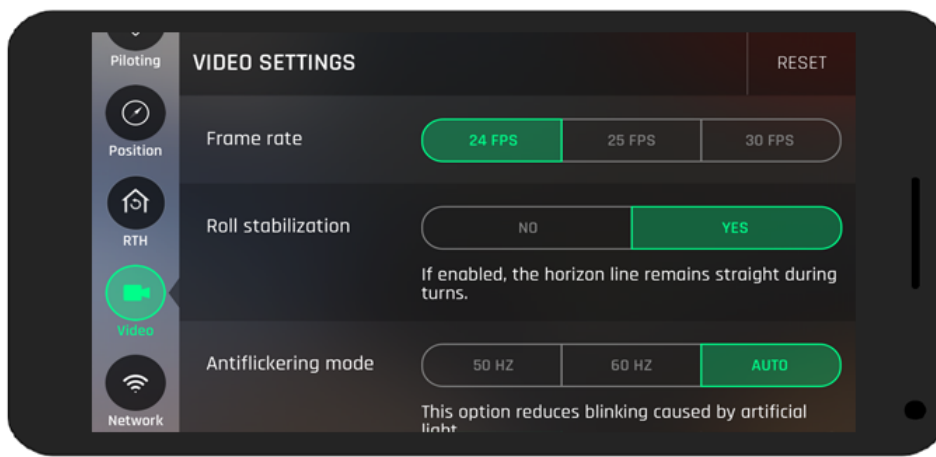 Piloting
VIDEO SETTINGS
RESET
Position
Frame rate
24 FPS
25 FPS
30 FPS
RTH
Roll stabilization
NO
YES
If enabled, the horizon line remains straight during
turns.
Video
Antiflickering mode
50 HZ
60 HZ
AUTO
Network
This option reduces blinking caused by artificial
light.